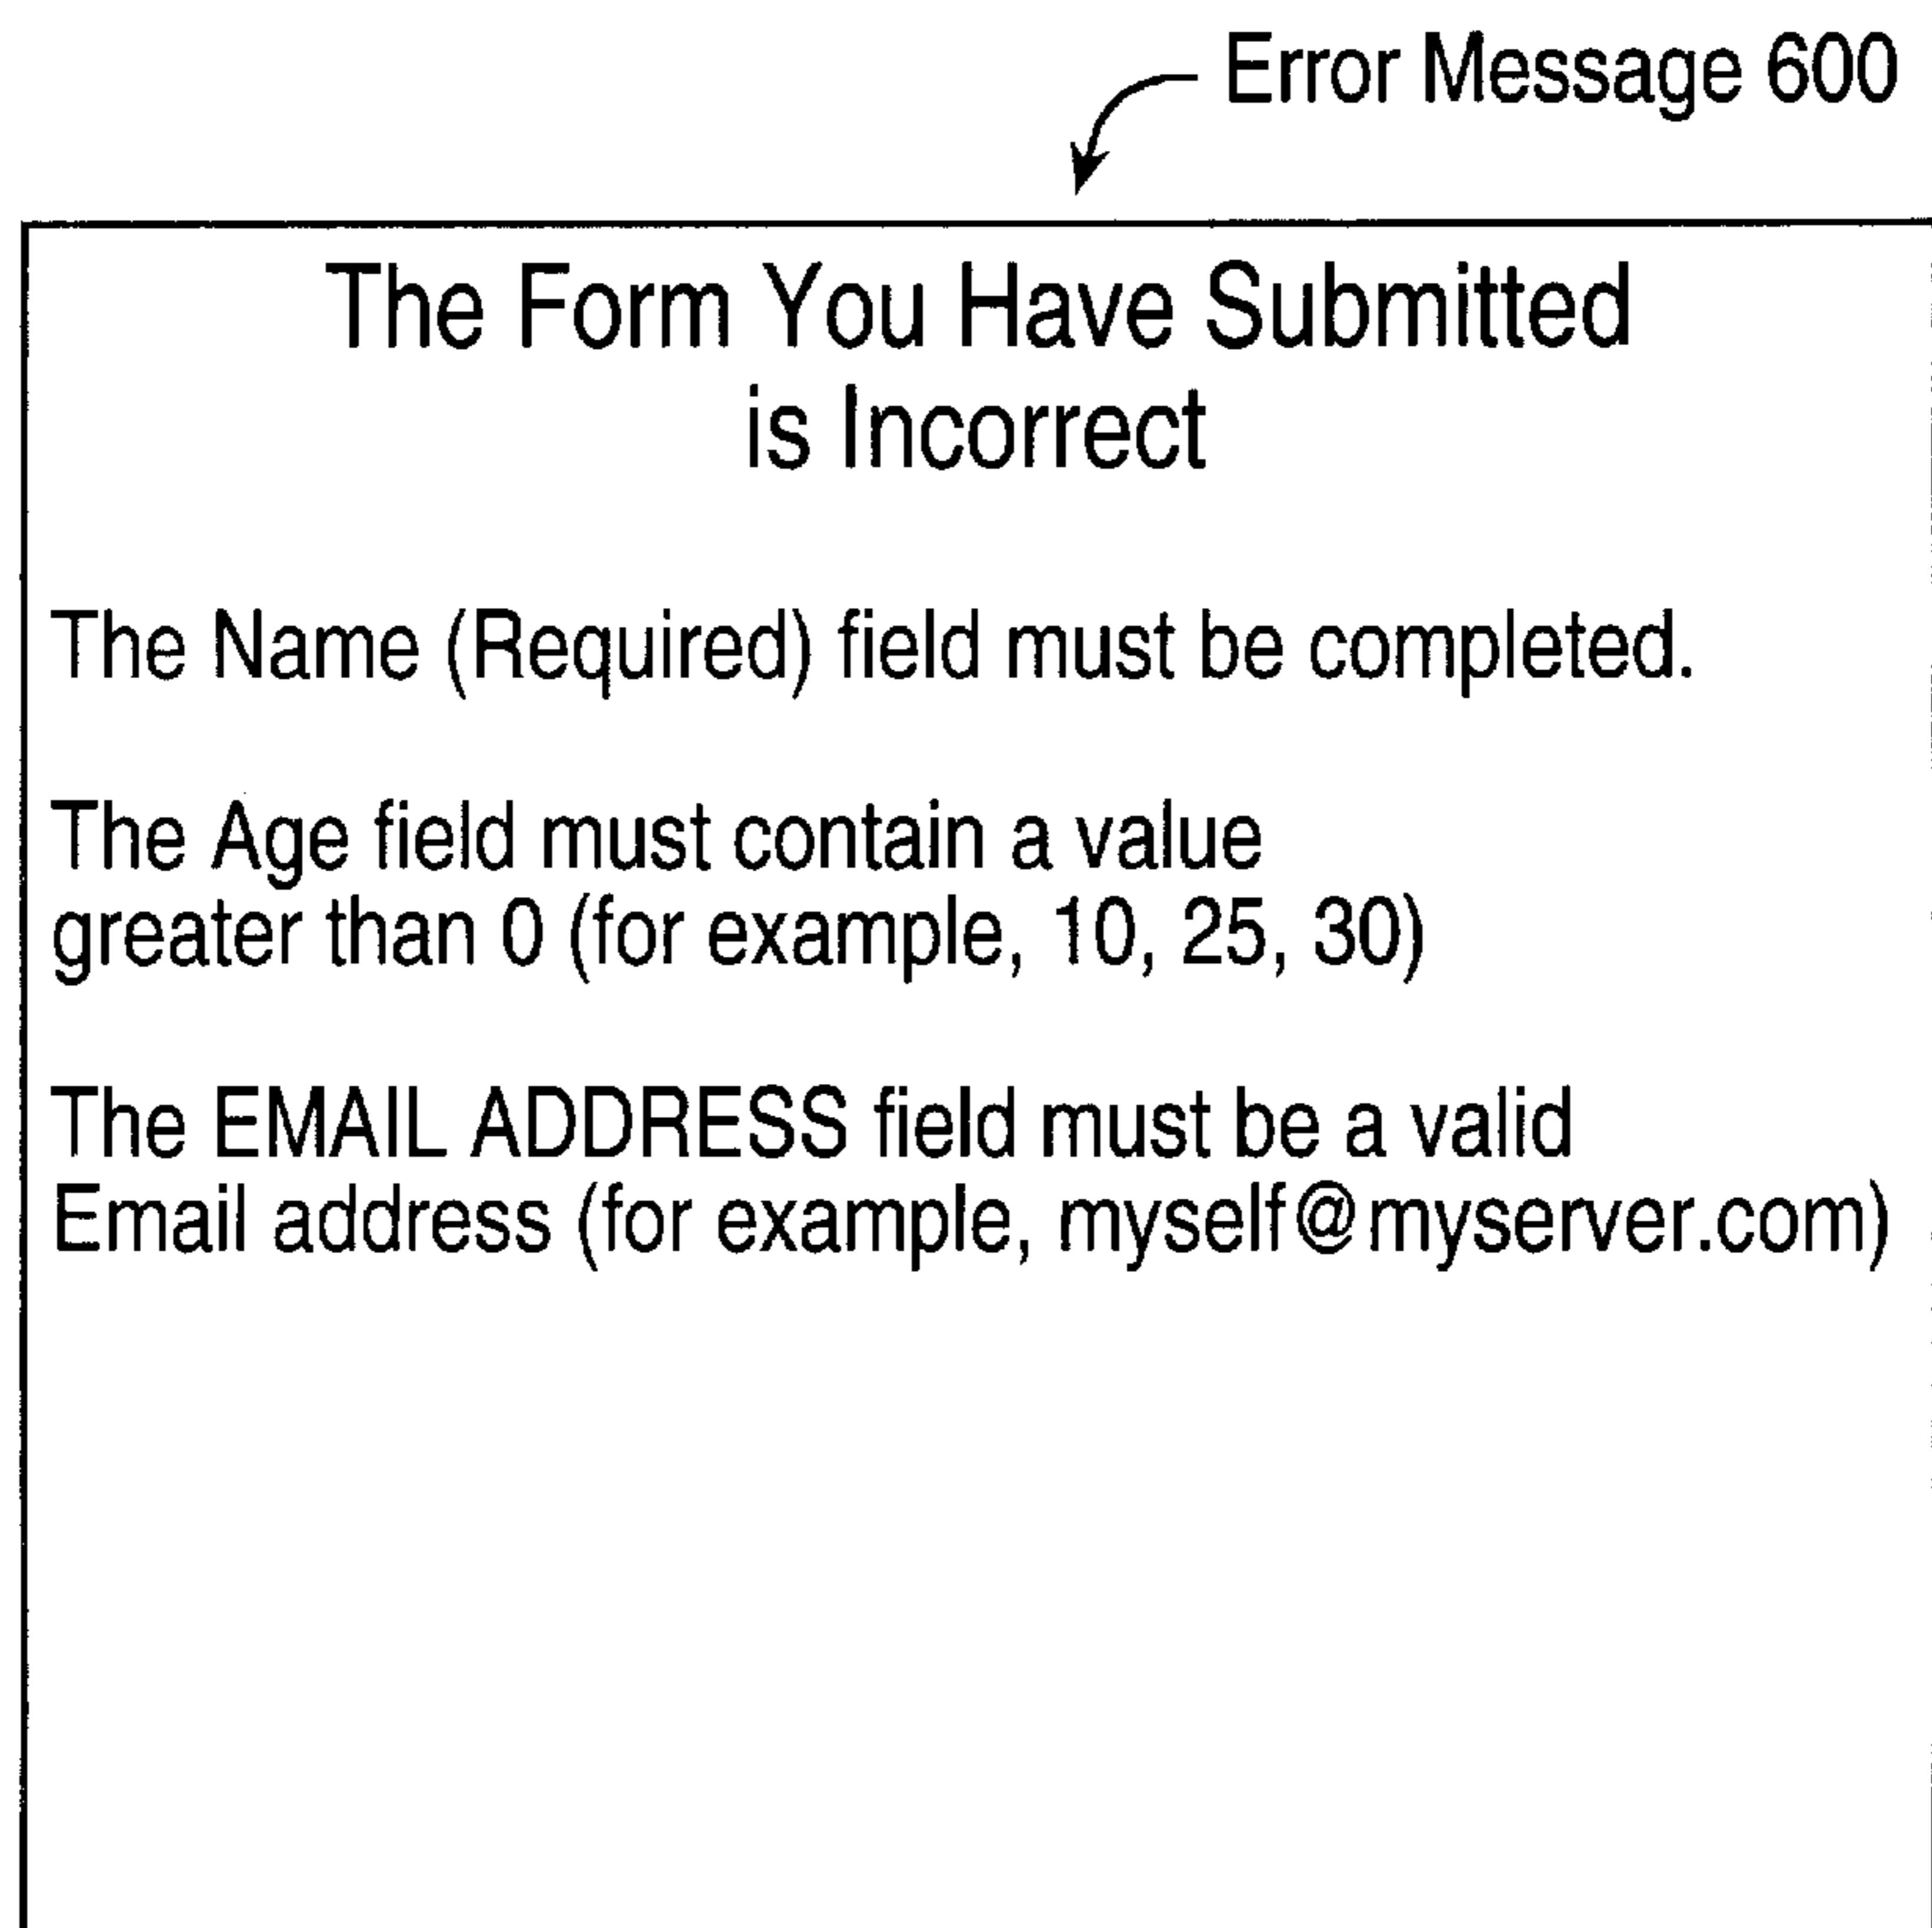 Error Message 600
The Form You Have Submitted
is Incorrect
The Name (Required) field must be completed.
The Age field must contain a value
greater than 0 (for example, 10, 25, 30)
The EMAIL ADDRESS field must be a valid
Email address (for example, myself@myserver.com)